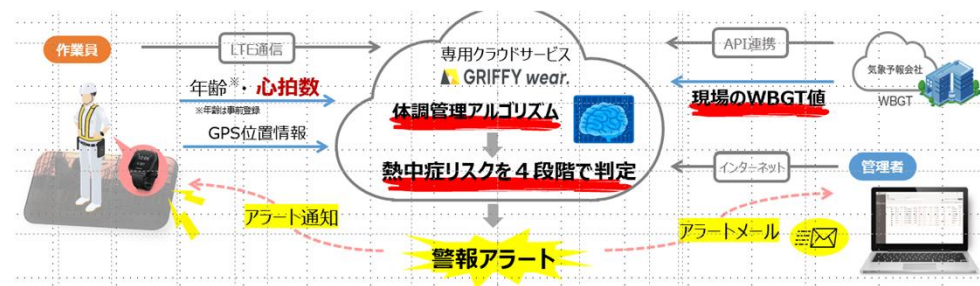 作業員
LTE通信
年齢※・心拍数
※年齢は事前登録
GPS位置情報
専用クラウドサービス
GRIFFY wear.
体調管理アルゴリズム
熱中症リスクを４段階で判定
API連携
気象予報会社
WBGT
現場のWBGT値
インターネット
管理者
アラート通知
警報アラート
アラートメール